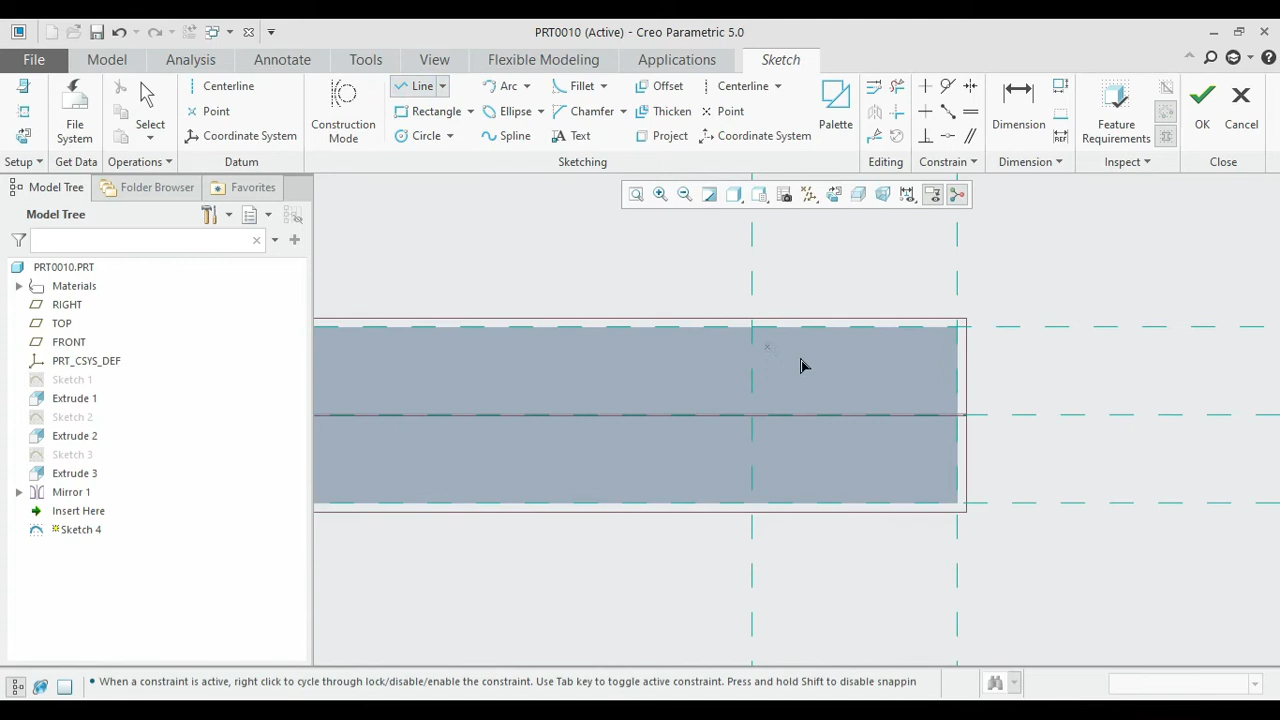 PRT0010 (Active) - Creo Parametric 5.0
File Model Analysis Annotate Tools View Flexible Modeling Applications Sketch
File System
Select
Centerline
Point
Coordinate System
Construction Mode
Line
Rectangle
Circle
Arc
Ellipse
Spline
Fillet
Chamfer
Text
Offset
Thicken
Project
Centerline
Point
Coordinate System
Palette
Dimension
Feature Requirements
OK
Cancel
Setup Get Data Operations Datum Sketching Editing Constrain Dimension Inspect Close
Model Tree Folder Browser Favorites
Model Tree
PRT0010.PRT
Materials
RIGHT
TOP
FRONT
PRT_CSYS_DEF
Sketch 1
Extrude 1
Sketch 2
Extrude 2
Sketch 3
Extrude 3
Mirror 1
Insert Here
Sketch 4
When a constraint is active, right click to cycle through lock/disable/enable the constraint. Use Tab key to toggle active constraint. Press and hold Shift to disable snappin